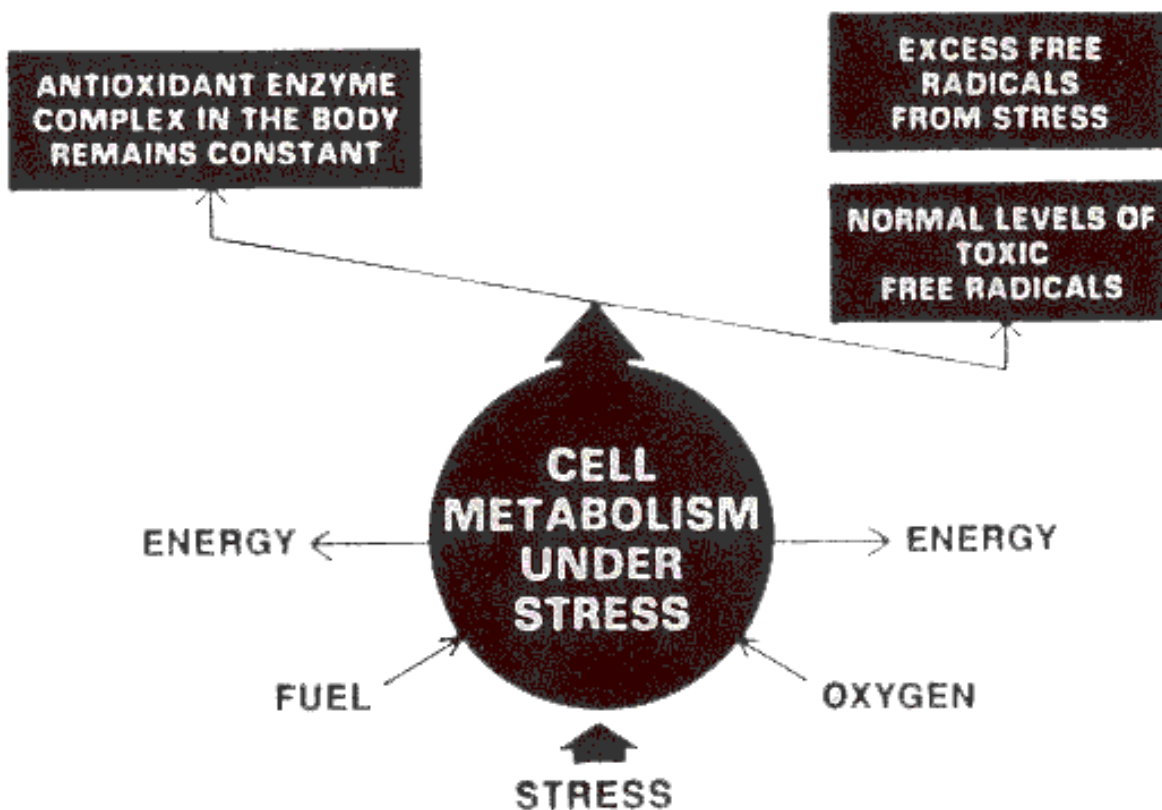 ANTIOXIDANT ENZYME
COMPLEX IN THE BODY
REMAINS CONSTANT
EXCESS FREE
RADICALS
FROM STRESS
NORMAL LEVELS OF
TOXIC
FREE RADICALS
CELL
METABOLISM
UNDER
STRESS
ENERGY
ENERGY
FUEL
OXYGEN
STRESS